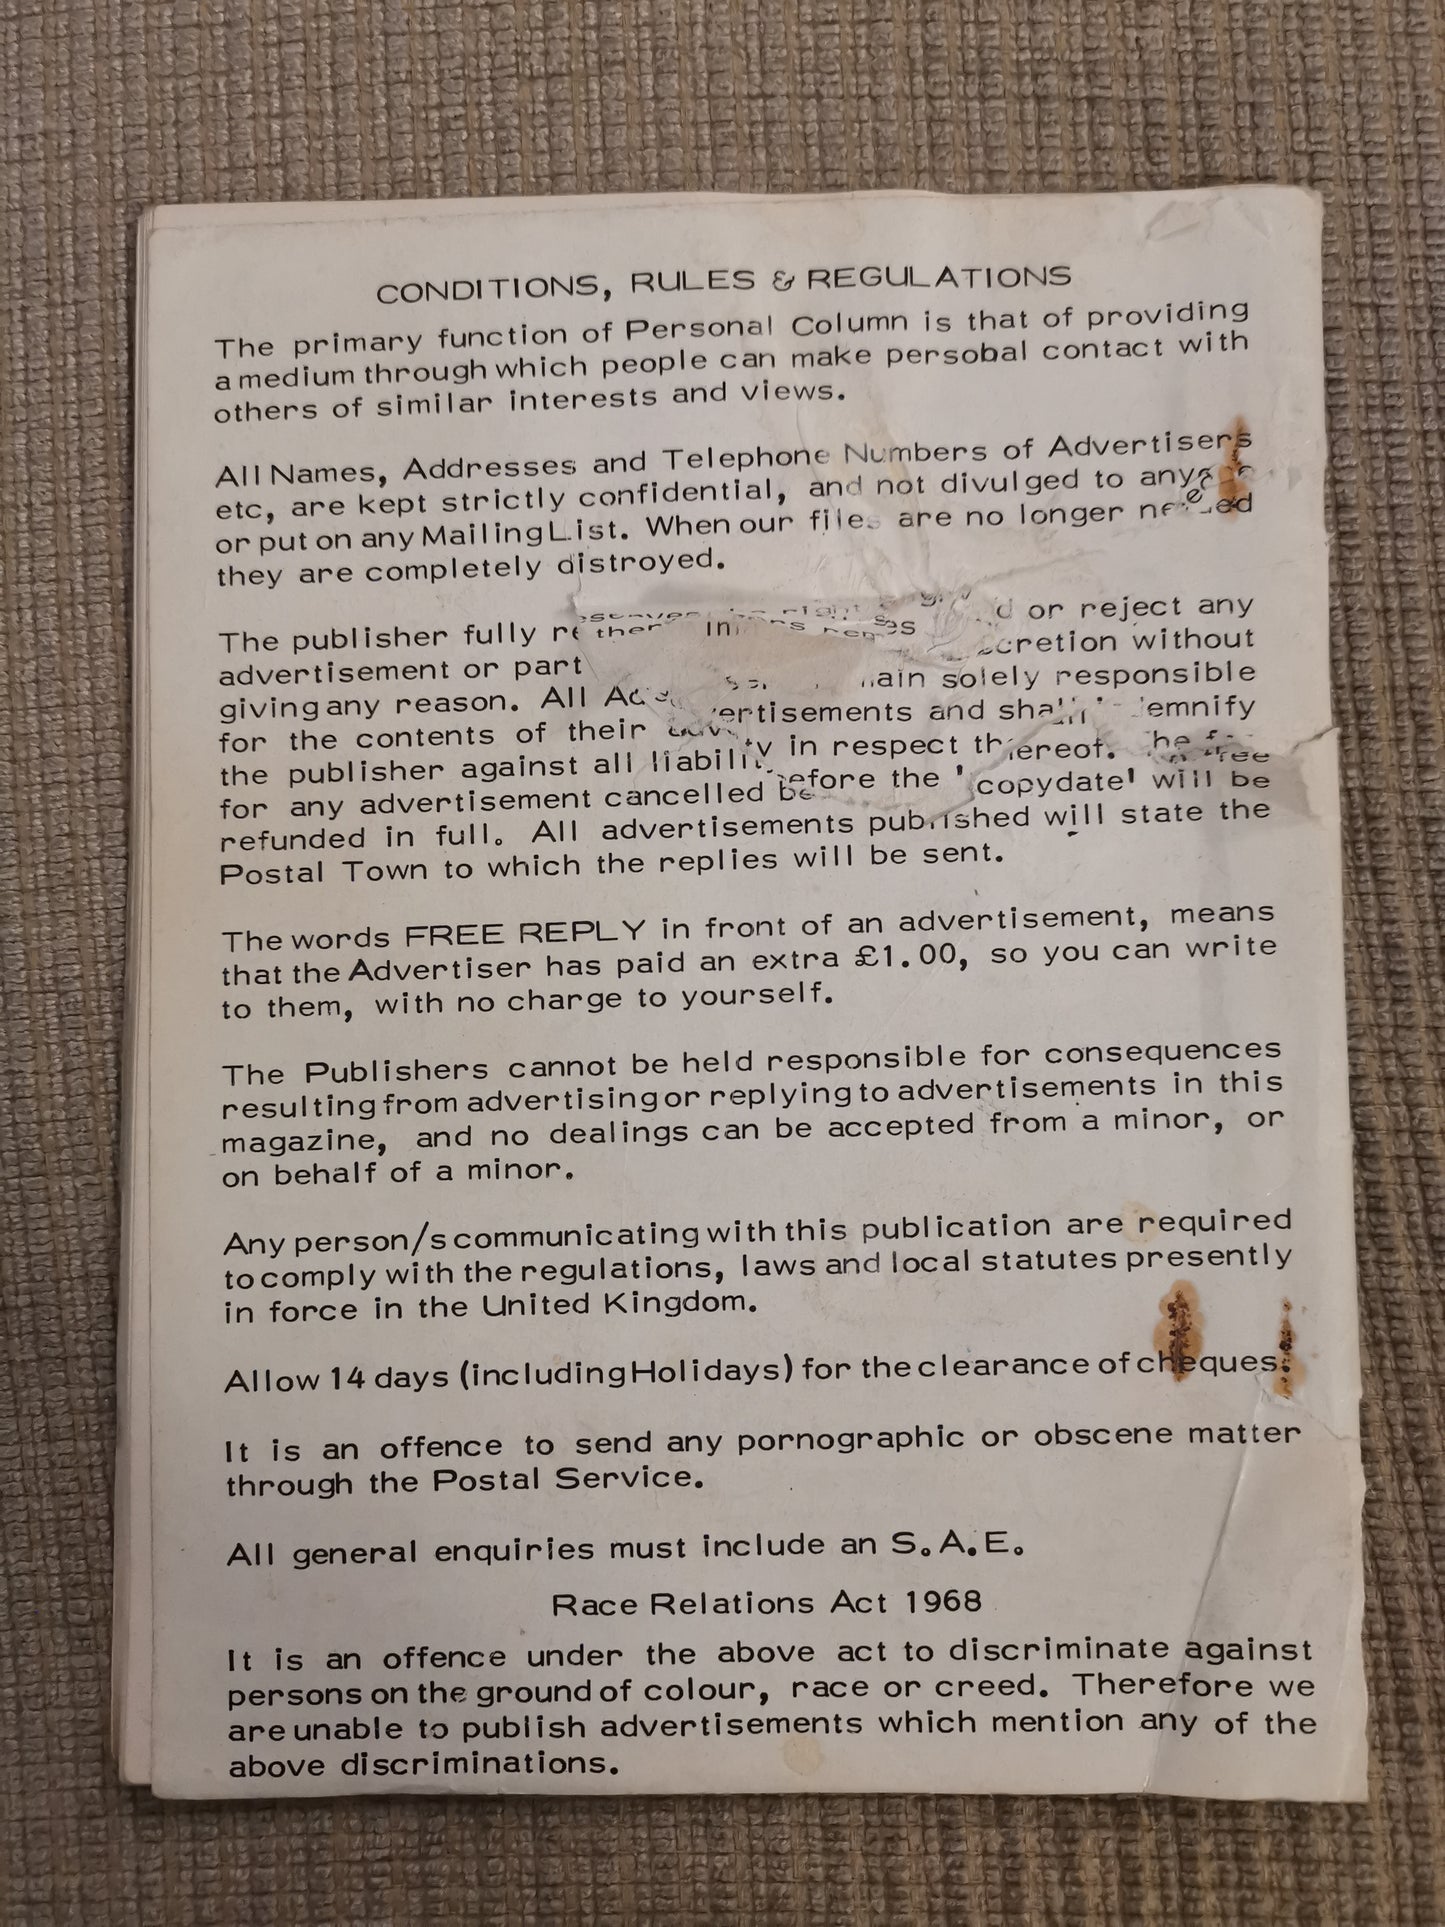 CONDITIONS, RULES & REGULATIONS
The primary function of Personal Column is that of providing
a medium through which people can make persobal contact with
others of similar interests and views.
All Names, Addresses and Telephone Numbers of Advertisers
etc, are kept strictly confidential, and not divulged to
or put on any Mailing List. When our files are no longer needed
they are completely distroyed.
The publisher fully or reject any
advertisement or part without
giving any reason. All solely responsible
for the contents of their advertisements and shall indemnify
the publisher against all liability in respect thereof. The fee
for any advertisement cancelled before the 'copydate' will be
refunded in full. All advertisements published will state the
Postal Town to which the replies will be sent.
The words FREE REPLY in front of an advertisement, means
that the Advertiser has paid an extra £1.00, so you can write
to them, with no charge to yourself.
The Publishers cannot be held responsible for consequences
resulting from advertising or replying to advertisements in this
magazine, and no dealings can be accepted from a minor, or
on behalf of a minor.
Any person/s communicating with this publication are required
to comply with the regulations, laws and local statutes presently
in force in the United Kingdom.
Allow 14 days (including Holidays) for the clearance of cheques.
It is an offence to send any pornographic or obscene matter
through the Postal Service.
All general enquiries must include an S.A.E.
Race Relations Act 1968
It is an offence under the above act to discriminate against
persons on the ground of colour, race or creed. Therefore we
are unable to publish advertisements which mention any of the
above discriminations.